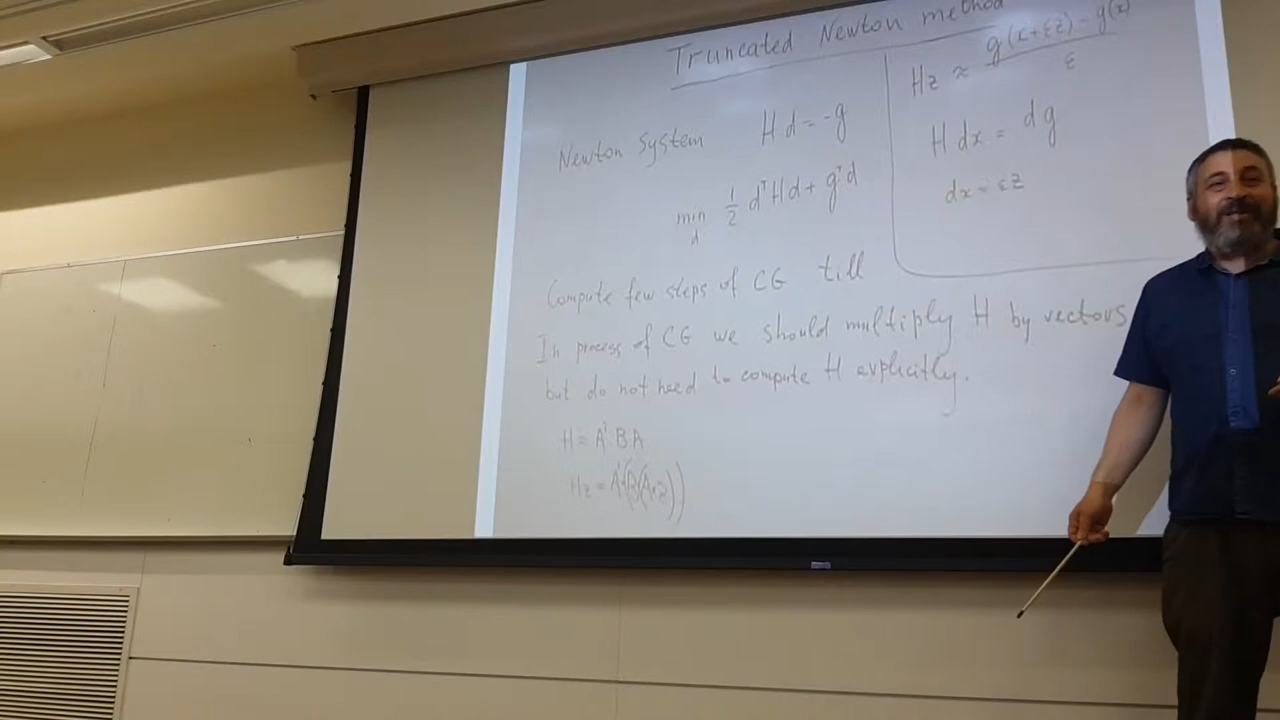 Truncated Newton method
Newton System Hd = -g
min 1/2 dᵀHd + gᵀd
d
Compute few steps of CG till
In process of CG we should multiply H by vectors
but do not need to compute H explicitly.
H = AᵀBA
Hz = Aᵀ(B(A*z))
Hz ≈ g(x+εz) - g(x)
ε
H dx = dg
dx = εz